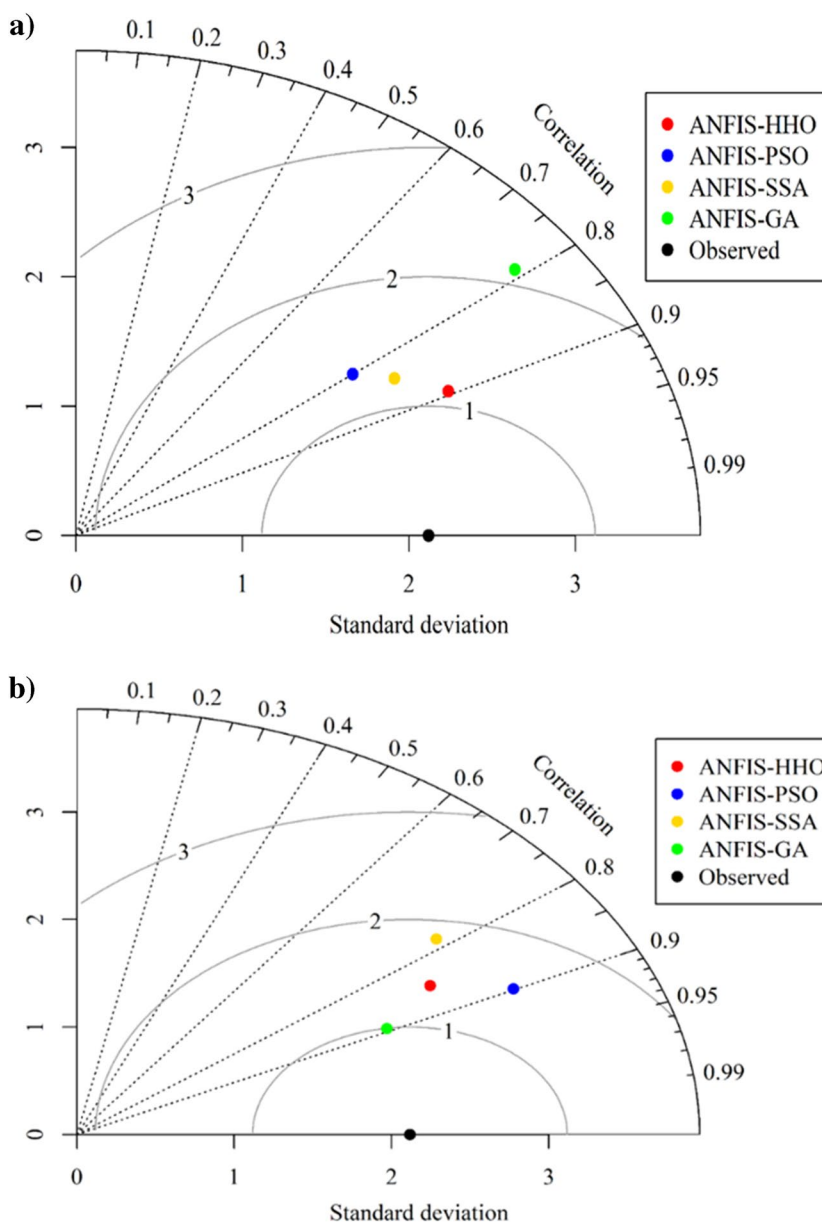 a)
0.1
0.2
0.3
0.4
0.5
0.6
0.7
0.8
0.9
0.95
0.99
Correlation
ANFIS-HHO
ANFIS-PSO
ANFIS-SSA
ANFIS-GA
Observed
3
2
1
0
3
2
1
0
1
2
3
Standard deviation
b)
0.1
0.2
0.3
0.4
0.5
0.6
0.7
0.8
0.9
0.95
0.99
Correlation
ANFIS-HHO
ANFIS-PSO
ANFIS-SSA
ANFIS-GA
Observed
3
2
1
0
3
2
1
0
1
2
3
Standard deviation